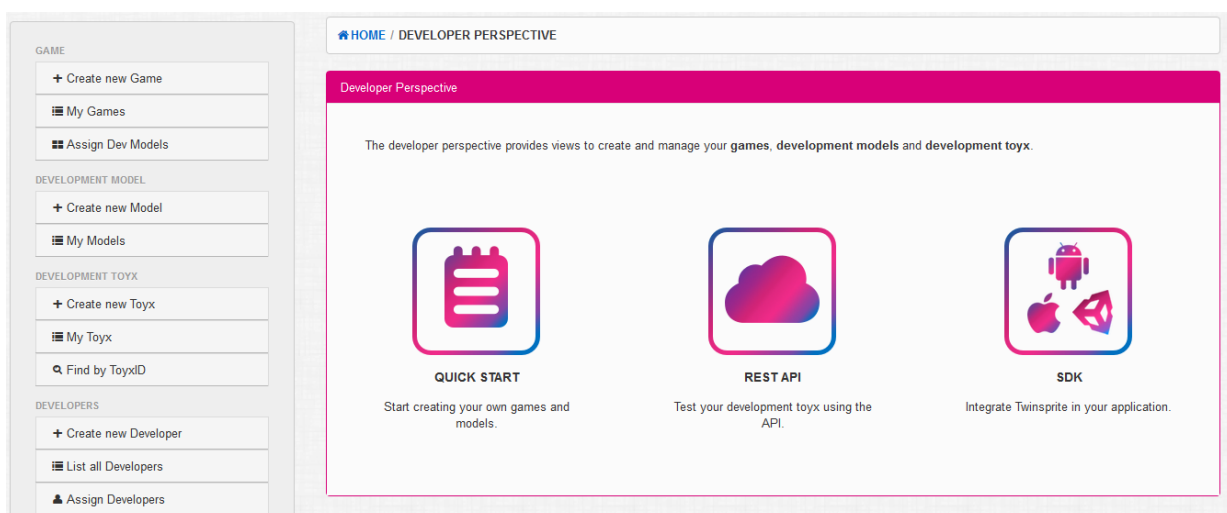 GAME
Create new Game
My Games
Assign Dev Models
DEVELOPMENT MODEL
Create new Model
My Models
DEVELOPMENT TOYX
Create new Toyx
My Toyx
Find by ToyxID
DEVELOPERS
Create new Developer
List all Developers
Assign Developers
HOME / DEVELOPER PERSPECTIVE
Developer Perspective
The developer perspective provides views to create and manage your games, development models and development toyx.
QUICK START
Start creating your own games and
models.
REST API
Test your development toyx using the
API.
SDK
Integrate Twinsprite in your application.